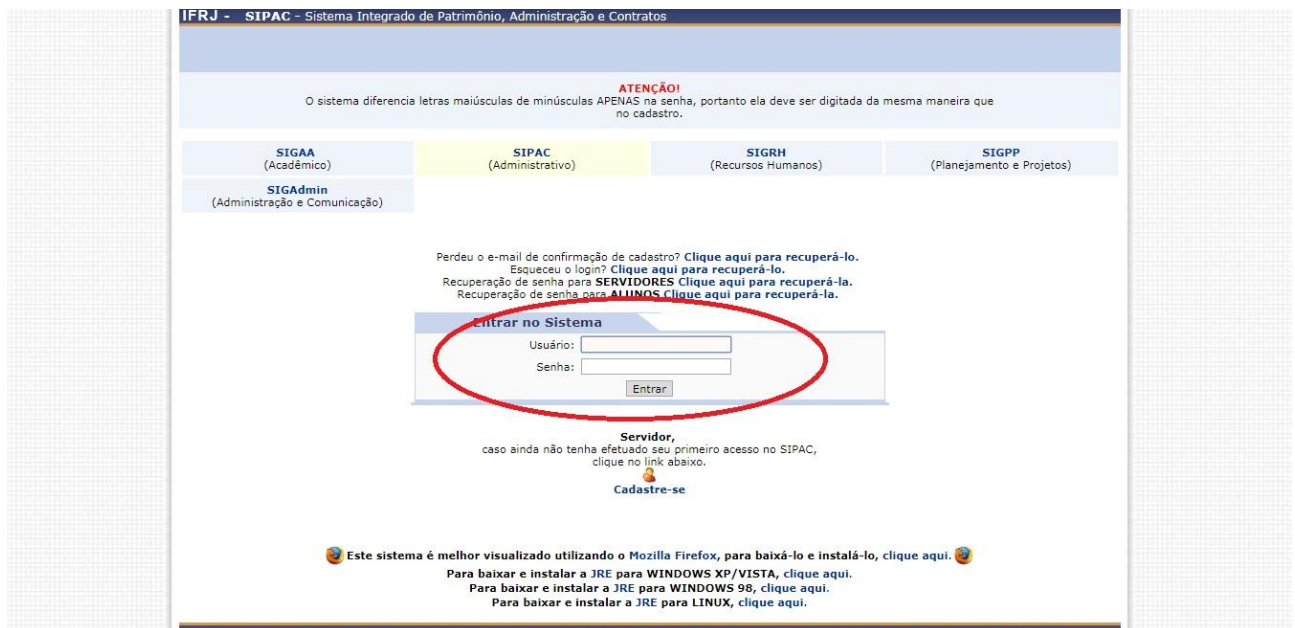 IFRJ - SIPAC - Sistema Integrado de Patrimônio, Administração e Contratos
ATENÇÃO!
O sistema diferencia letras maiúsculas de minúsculas APENAS na senha, portanto ela deve ser digitada da mesma maneira que
no cadastro.
SIGAA SIPAC SIGRH SIGPP
(Acadêmico) (Administrativo) (Recursos Humanos) (Planejamento e Projetos)
SIGAdmin
(Administração e Comunicação)
Perdeu o e-mail de confirmação de cadastro? Clique aqui para recuperá-lo.
Esqueceu o login? Clique aqui para recuperá-lo.
Recuperação de senha para SERVIDORES Clique aqui para recuperá-la.
Recuperação de senha para ALUNOS Clique aqui para recuperá-la.
Entrar no Sistema
Usuário:
Senha:
Entrar
Servidor,
caso ainda não tenha efetuado seu primeiro acesso no SIPAC,
clique no link abaixo.
Cadastre-se
Este sistema é melhor visualizado utilizando o Mozilla Firefox, para baixá-lo e instalá-lo, clique aqui.
Para baixar e instalar a JRE para WINDOWS XP/VISTA, clique aqui.
Para baixar e instalar a JRE para WINDOWS 98, clique aqui.
Para baixar e instalar a JRE para LINUX, clique aqui.